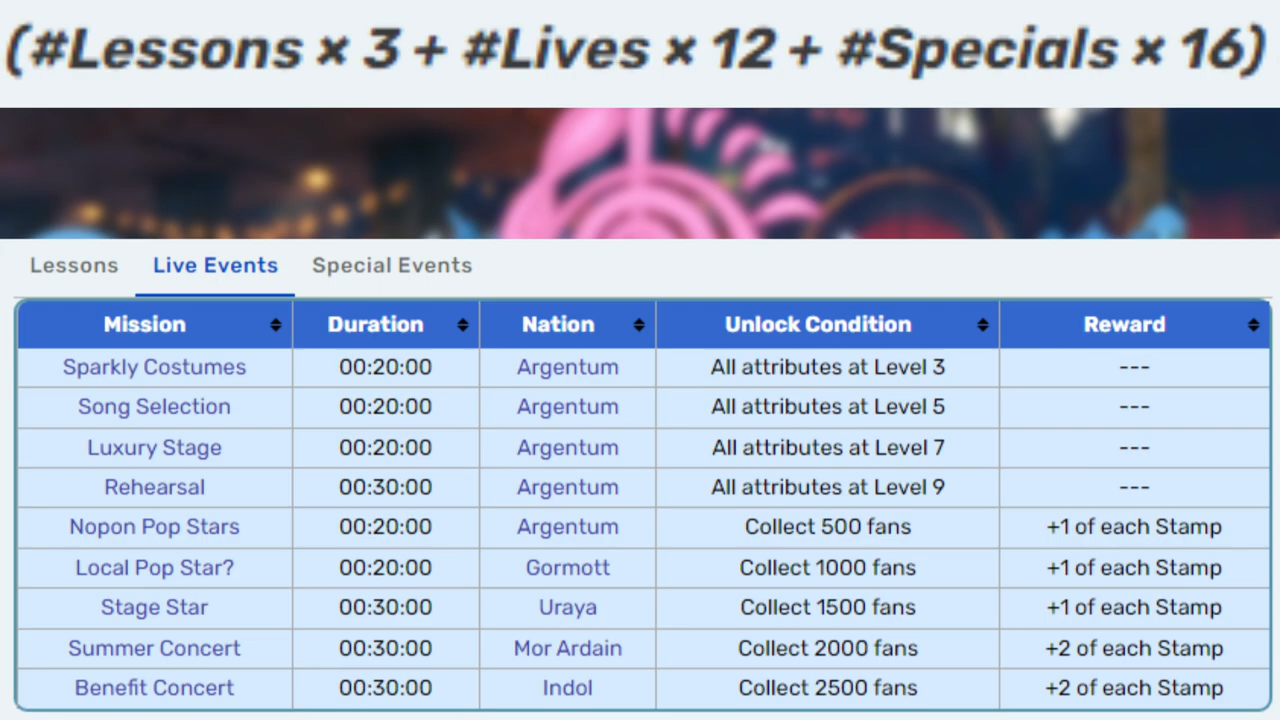 (#Lessons × 3 + #Lives × 12 + #Specials × 16)
Lessons Live Events Special Events
Mission Duration Nation Unlock Condition Reward
Sparkly Costumes 00:20:00 Argentum All attributes at Level 3 ---
Song Selection 00:20:00 Argentum All attributes at Level 5 ---
Luxury Stage 00:20:00 Argentum All attributes at Level 7 ---
Rehearsal 00:30:00 Argentum All attributes at Level 9 ---
Nopon Pop Stars 00:20:00 Argentum Collect 500 fans +1 of each Stamp
Local Pop Star? 00:20:00 Gormott Collect 1000 fans +1 of each Stamp
Stage Star 00:30:00 Uraya Collect 1500 fans +1 of each Stamp
Summer Concert 00:30:00 Mor Ardain Collect 2000 fans +2 of each Stamp
Benefit Concert 00:30:00 Indol Collect 2500 fans +2 of each Stamp